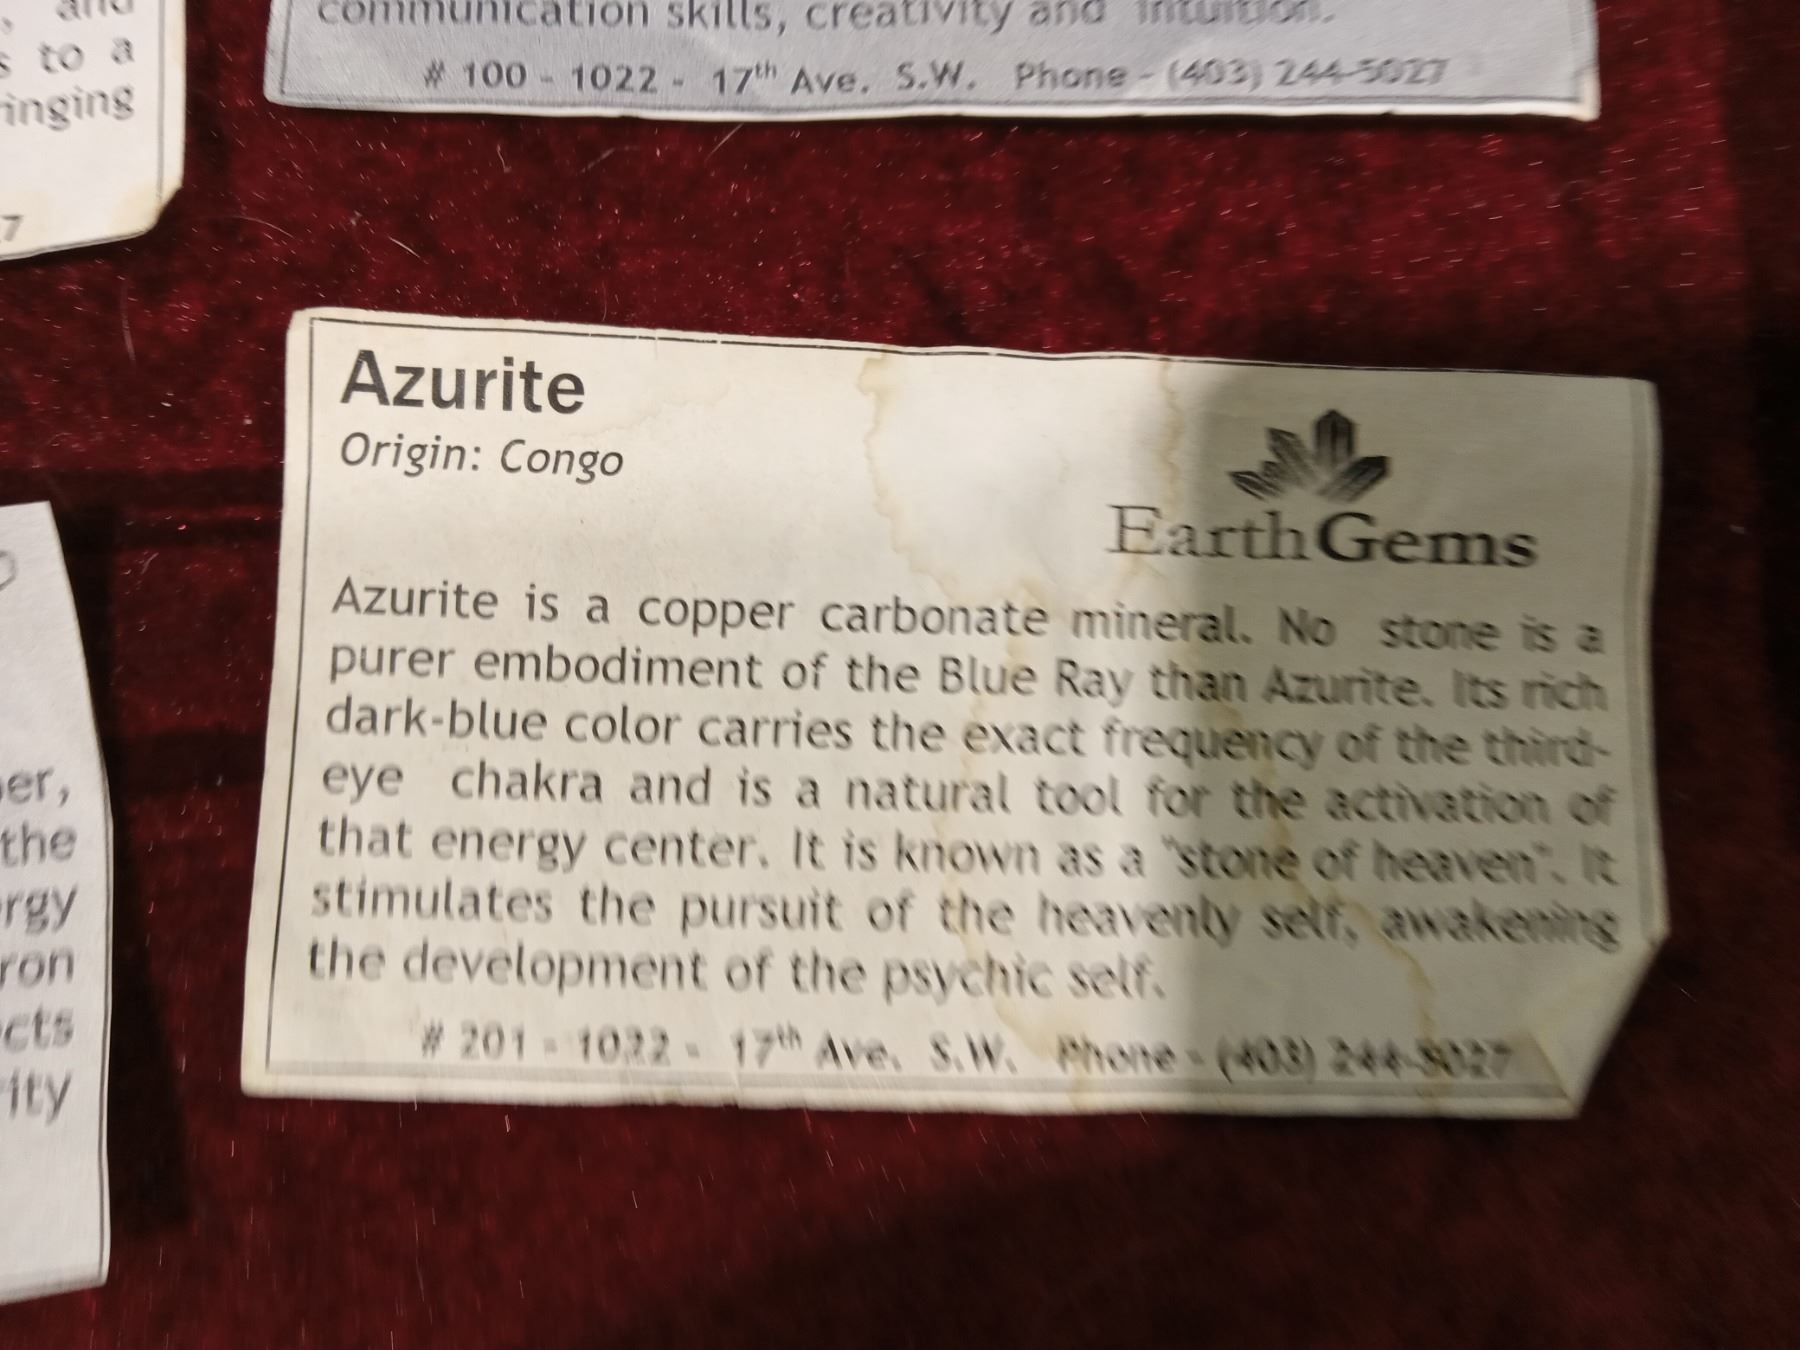 communication skills, creativity and intuition.
# 100 - 1022 - 17th Ave. S.W. Phone - (403) 244-5027
and
s to a
inging
7
Azurite
Origin: Congo
EarthGems
Azurite is a copper carbonate mineral. No stone is a
purer embodiment of the Blue Ray than Azurite. Its rich
dark-blue color carries the exact frequency of the third-
eye chakra and is a natural tool for the activation of
that energy center. It is known as a "stone of heaven". It
stimulates the pursuit of the heavenly self, awakening
the development of the psychic self.
# 201 - 1022 - 17th Ave. S.W. Phone - (403) 244-5027
er,
the
rgy
ron
cts
ity